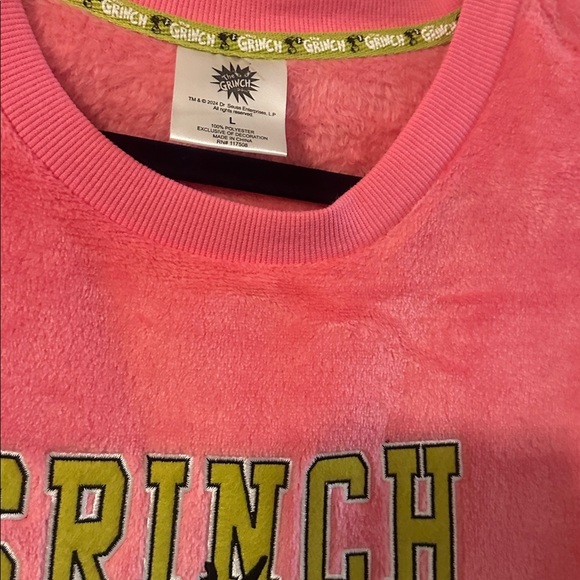 GRINCH GRINCH GRINCH GRINCH GRINCH
The
GRINCH
TM & © 2024 Dr. Seuss Enterprises, L.P.
All rights reserved
L
100% POLYESTER
EXCLUSIVE OF DECORATION
MADE IN CHINA
RN# 117508
GRINCH